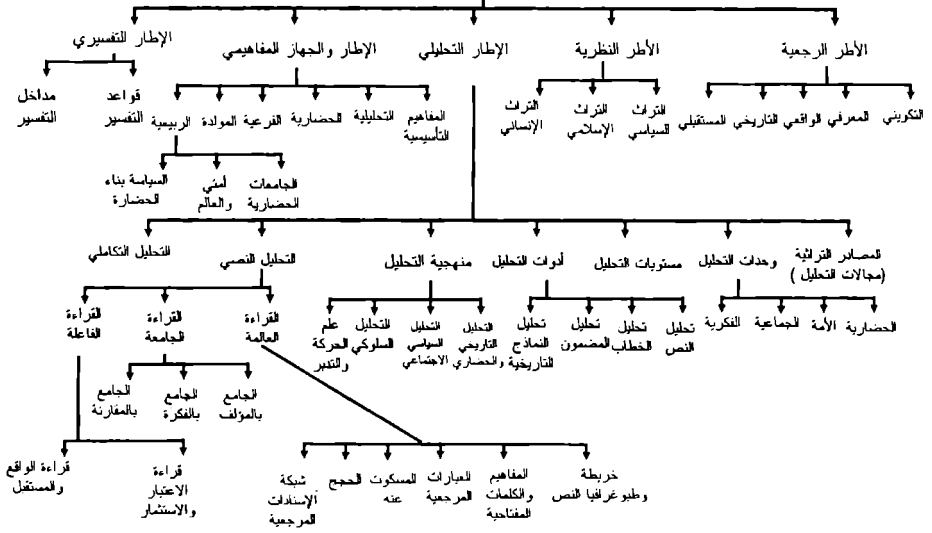 الأطر الرجعية
الأطر النظرية
الإطار التحليلي
الإطار والجهاز المفاهيمي
الإطار التفسيري
التكويني
المعرفي
الواقعي
التاريخي
المستقبلي
التراث
السياسي
التراث
الإسلامي
التراث
الإنساني
المفاهيم
التأسيسية
التحليلية
الحضارية
الفرعية
المولدة
الرئيسية
قواعد
التفسير
مداخل
التفسير
الجامعات
الحضارية
أمتي
والعالم
السياسة بناء
الحضارة
المصادر التراثية
(مجالات التحليل)
وحدات التحليل
مستويات التحليل
أدوات التحليل
منهجية التحليل
التحليل النصي
التحليل التكاملي
الحضارية
الأمة
الجماعية
الفكرية
تحليل
النص
تحليل
الخطاب
تحليل
المضمون
تحليل
النماذج
التاريخية
التحليل
التاريخي
والحضاري
التحليل
السياسي
الاجتماعي
التحليل
السلوكي
علم
الحركة
والتدبر
القراءة
العالمة
القراءة
الجامعة
القراءة
الفاعلة
الجامع
بالمؤلف
الجامع
بالفكرة
الجامع
بالمقارنة
خريطة
وطبوغرافيا النص
المفاهيم
والكلمات
المفتاحية
العبارات
المرجعية
المسكوت
عنه
الحجج
شبكة
الإسنادات
المرجعية
قراءة
الاعتبار
والاستثمار
قراءة الواقع
والمستقبل